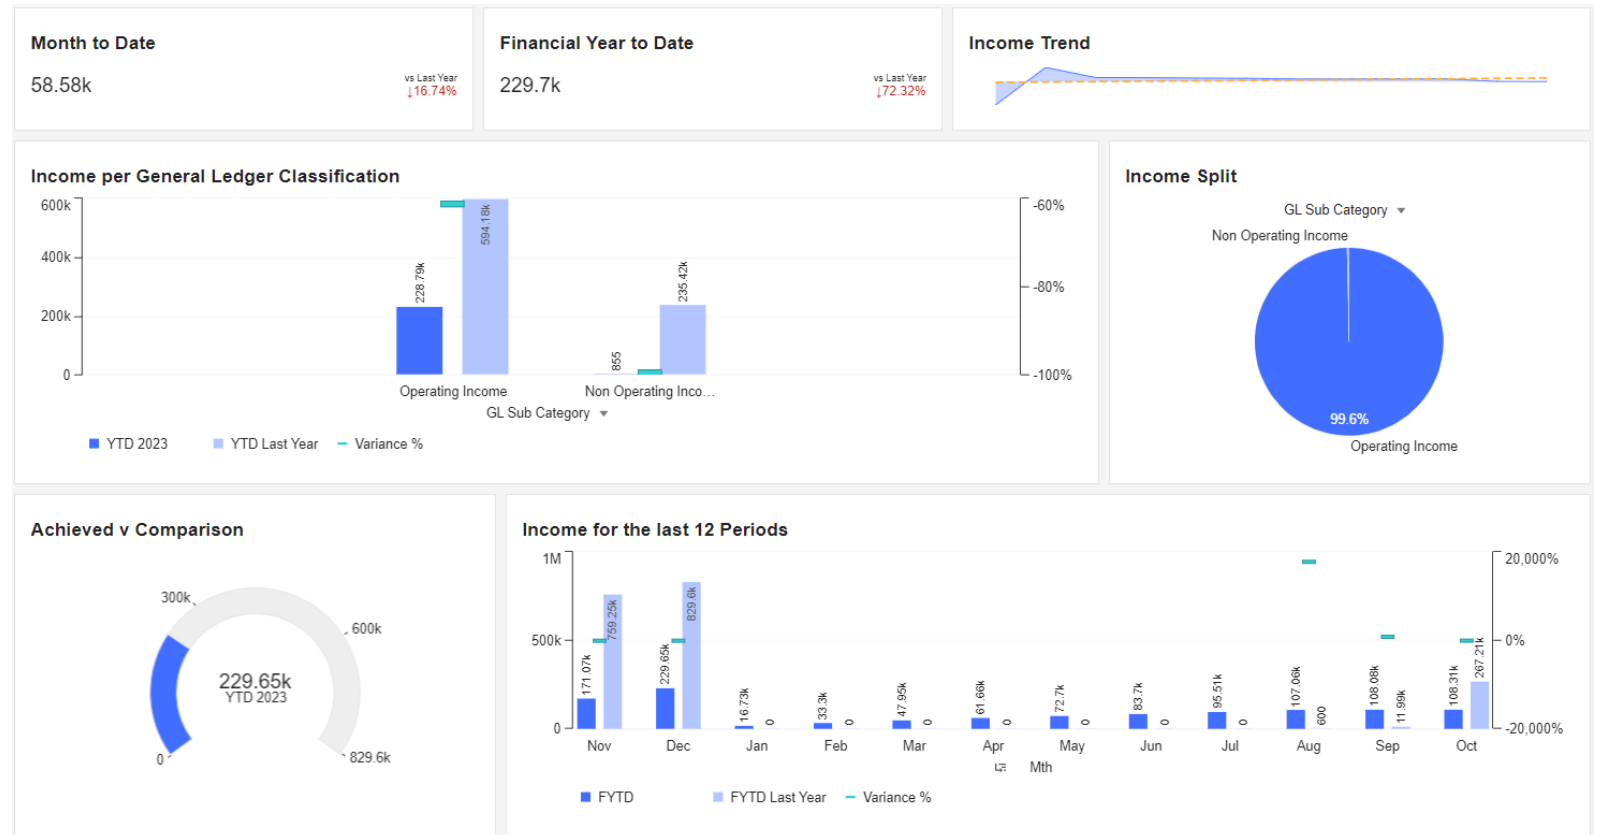 Month to Date
58.58k
vs Last Year
↓16.74%
Financial Year to Date
229.7k
vs Last Year
↓72.32%
Income Trend
Income per General Ledger Classification
600k
400k
200k
0
228.79k
594.18k
855
235.42k
-60%
-80%
-100%
Operating Income
Non Operating Inco...
GL Sub Category
YTD 2023
YTD Last Year
Variance %
Income Split
GL Sub Category
Non Operating Income
99.6%
Operating Income
Achieved v Comparison
300k
600k
229.65k
YTD 2023
0
829.6k
Income for the last 12 Periods
1M
500k
0
171.07k
759.25k
229.65k
829.6k
16.73k
0
33.3k
0
47.95k
0
61.66k
0
72.7k
0
83.7k
0
95.51k
0
107.06k
600
108.08k
11.99k
108.31k
267.21k
20,000%
0%
-20,000%
Nov
Dec
Jan
Feb
Mar
Apr
May
Jun
Jul
Aug
Sep
Oct
Mth
FYTD
FYTD Last Year
Variance %